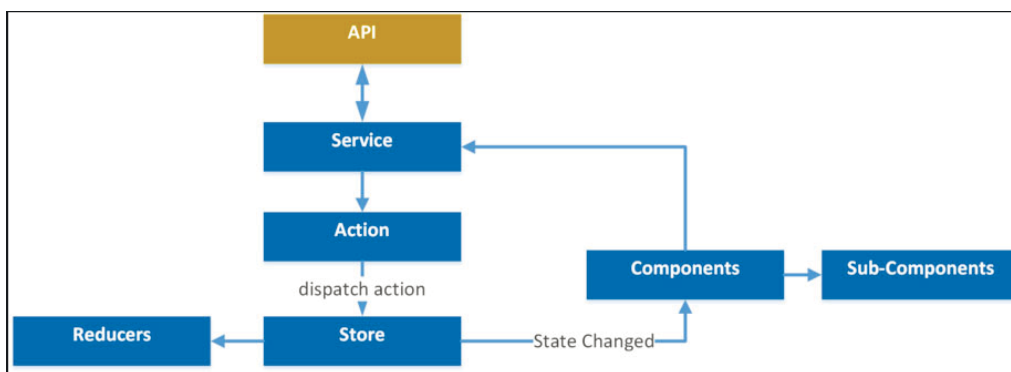 API
Service
Action
dispatch action
Components
Sub-Components
Reducers
Store
State Changed